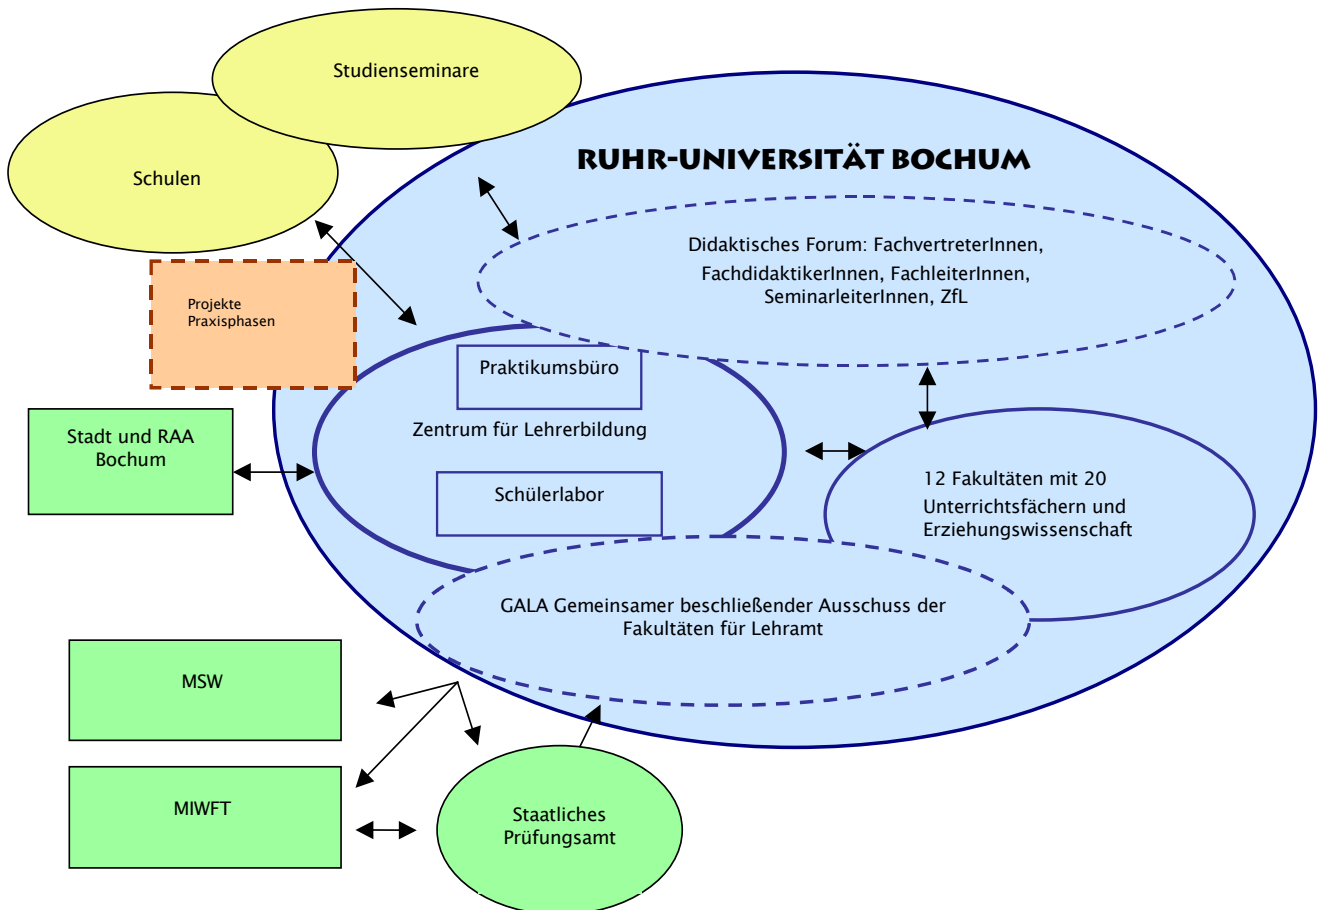 Studienseminare
Schulen
RUHR-UNIVERSITÄT BOCHUM
Didaktisches Forum: FachvertreterInnen,
FachdidaktikerInnen, FachleiterInnen,
SeminarleiterInnen, ZfL
Projekte
Praxisphasen
Praktikumsbüro
Zentrum für Lehrerbildung
Schülerlabor
Stadt und RAA
Bochum
12 Fakultäten mit 20
Unterrichtsfächern und
Erziehungswissenschaft
GALA Gemeinsamer beschließender Ausschuss der
Fakultäten für Lehramt
MSW
MIWFT
Staatliches
Prüfungsamt